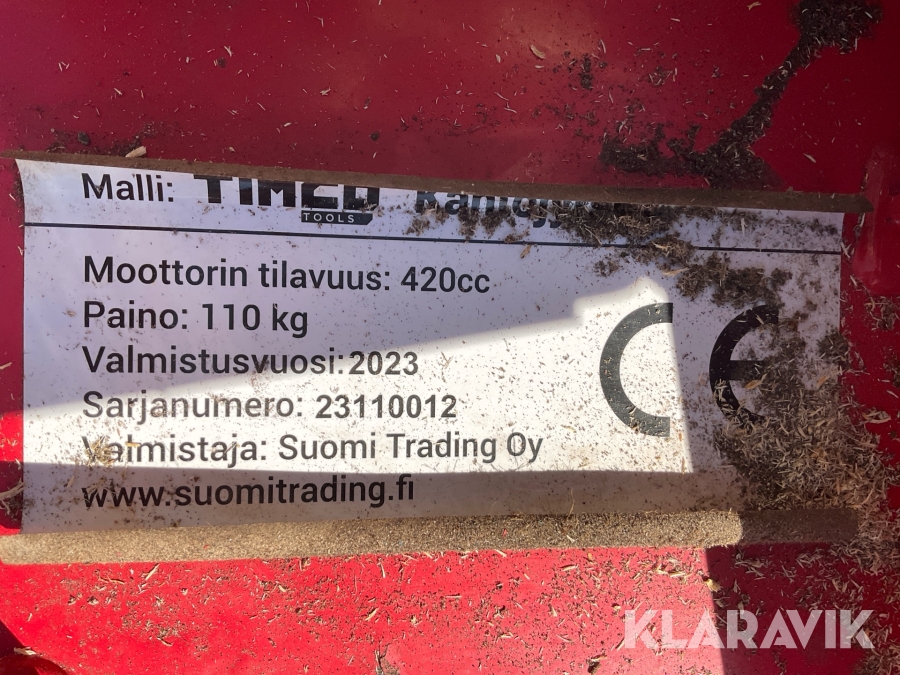 Malli: TIMCO
TOOLS
Moottorin tilavuus: 420cc
Paino: 110 kg
Valmistusvuosi: 2023
Sarjanumero: 23110012
Valmistaja: Suomi Trading Oy
www.suomitrading.fi
CE
KLARAVIK